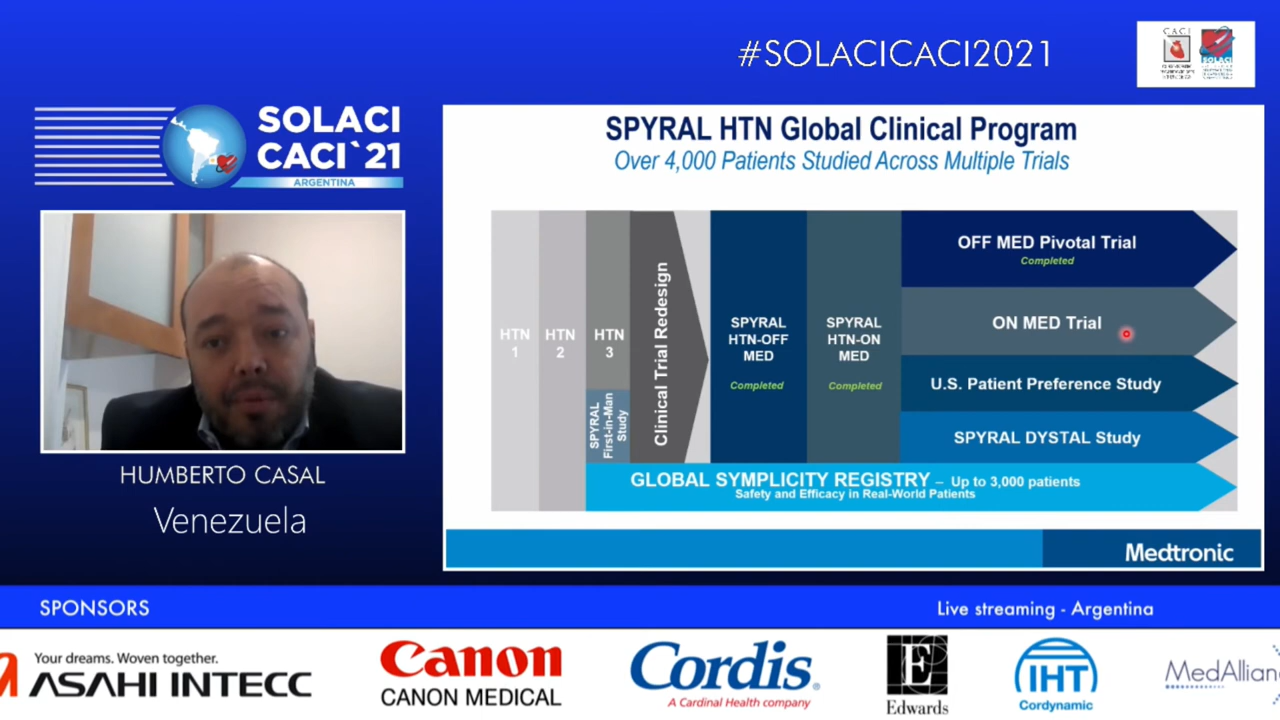 #SOLACICACI2021
CACI
SOLACI
SOLACI
CACI`21
ARGENTINA
HUMBERTO CASAL
Venezuela
SPYRAL HTN Global Clinical Program
Over 4,000 Patients Studied Across Multiple Trials
HTN
1
HTN
2
HTN
3
SPYRAL
First-in-Man
Study
Clinical Trial Redesign
SPYRAL
HTN-OFF
MED
Completed
SPYRAL
HTN-ON
MED
Completed
OFF MED Pivotal Trial
Completed
ON MED Trial
U.S. Patient Preference Study
SPYRAL DYSTAL Study
GLOBAL SYMPLICITY REGISTRY – Up to 3,000 patients
Safety and Efficacy in Real-World Patients
Medtronic
SPONSORS
Live streaming - Argentina
Your dreams. Woven together.
ASAHI INTECC
Canon
CANON MEDICAL
Cordis®
A Cardinal Health company
E
Edwards
IHT
Cordynamic
MedAllian